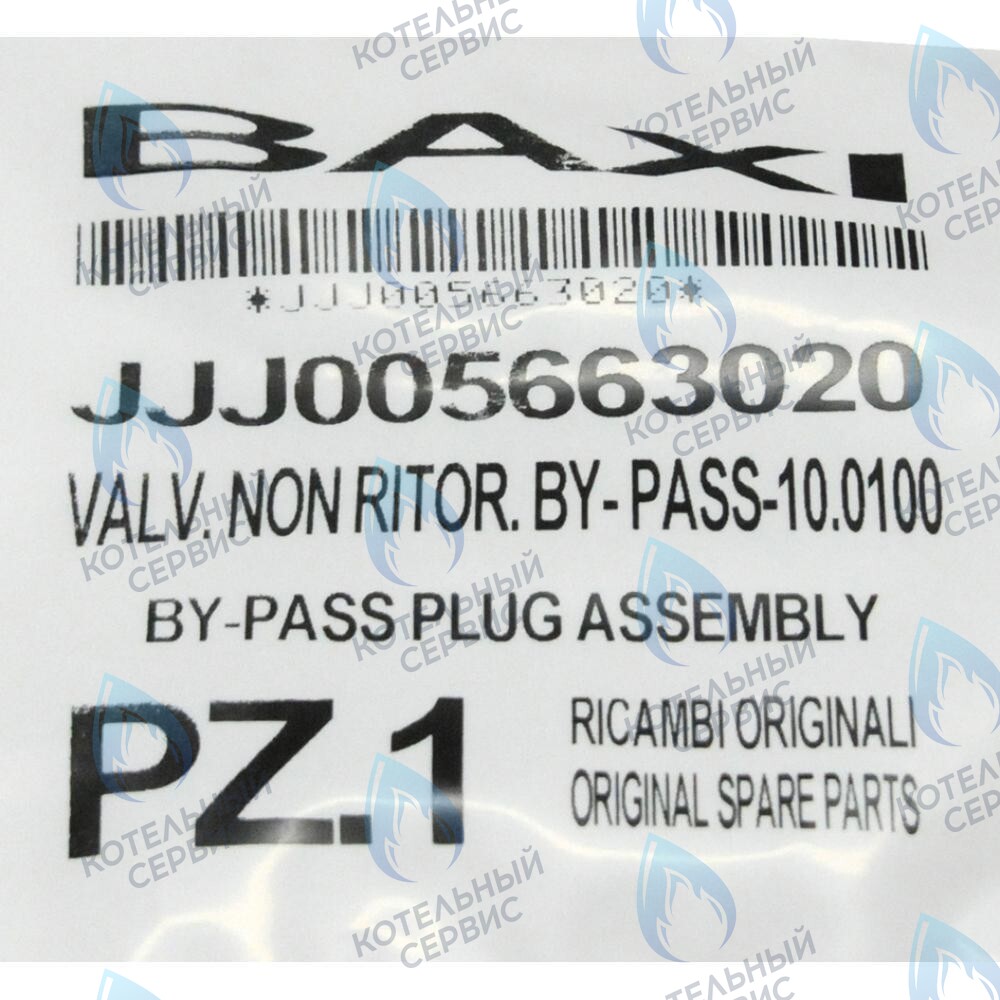 BAXI
*JJJ005663020*
JJJ005663020
VALV. NON RITOR. BY-PASS-10.0100
BY-PASS PLUG ASSEMBLY
PZ.1
RICAMBI ORIGINALI
ORIGINAL SPARE PARTS
КОТЕЛЬНЫЙ
СЕРВИС